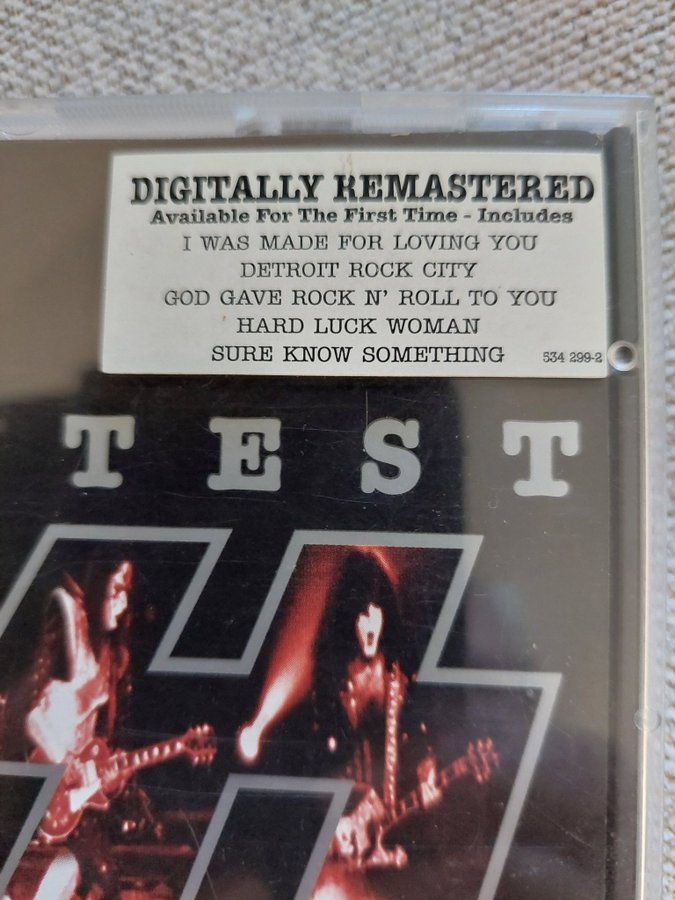 DIGITALLY REMASTERED
Available For The First Time - Includes
I WAS MADE FOR LOVING YOU
DETROIT ROCK CITY
GOD GAVE ROCK N' ROLL TO YOU
HARD LUCK WOMAN
SURE KNOW SOMETHING 534 299-2
TEST